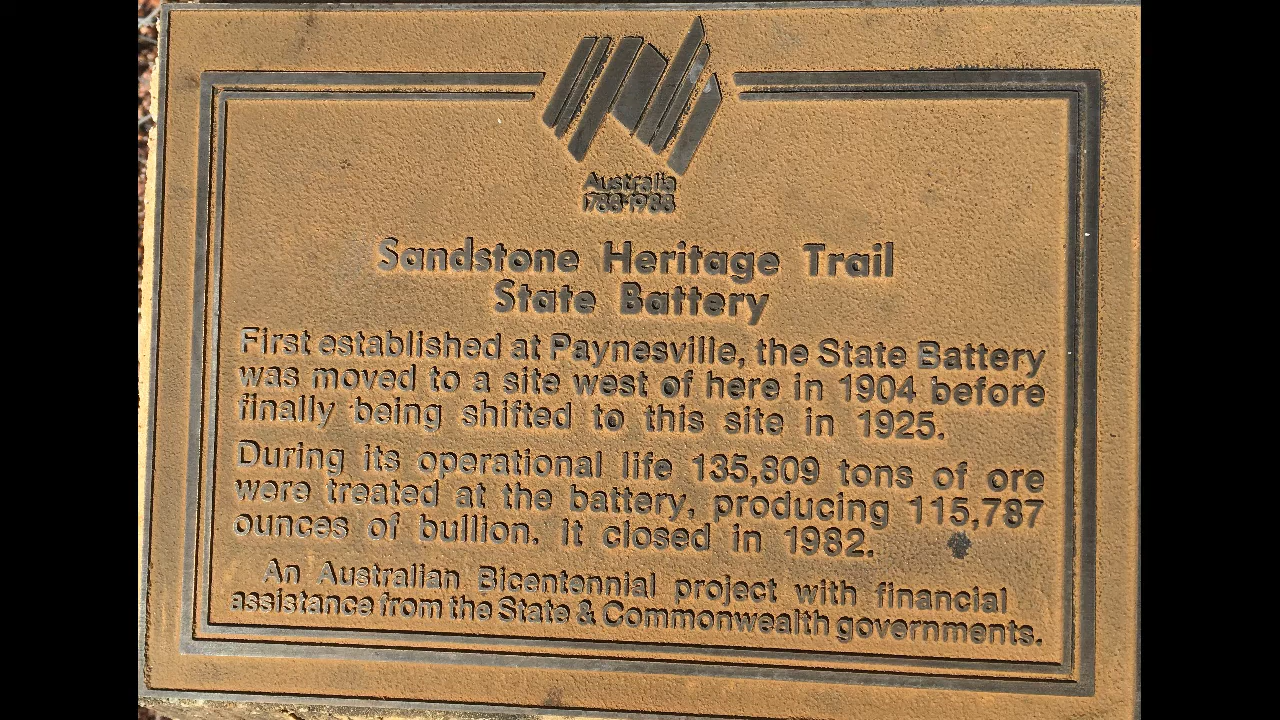 Australia
1788-1988
Sandstone Heritage Trail
State Battery
First established at Paynesville, the State Battery
was moved to a site west of here in 1904 before
finally being shifted to this site in 1925.
During its operational life 135,809 tons of ore
were treated at the battery, producing 115,787
ounces of bullion. It closed in 1982.
An Australian Bicentennial project with financial
assistance from the State & Commonwealth governments.